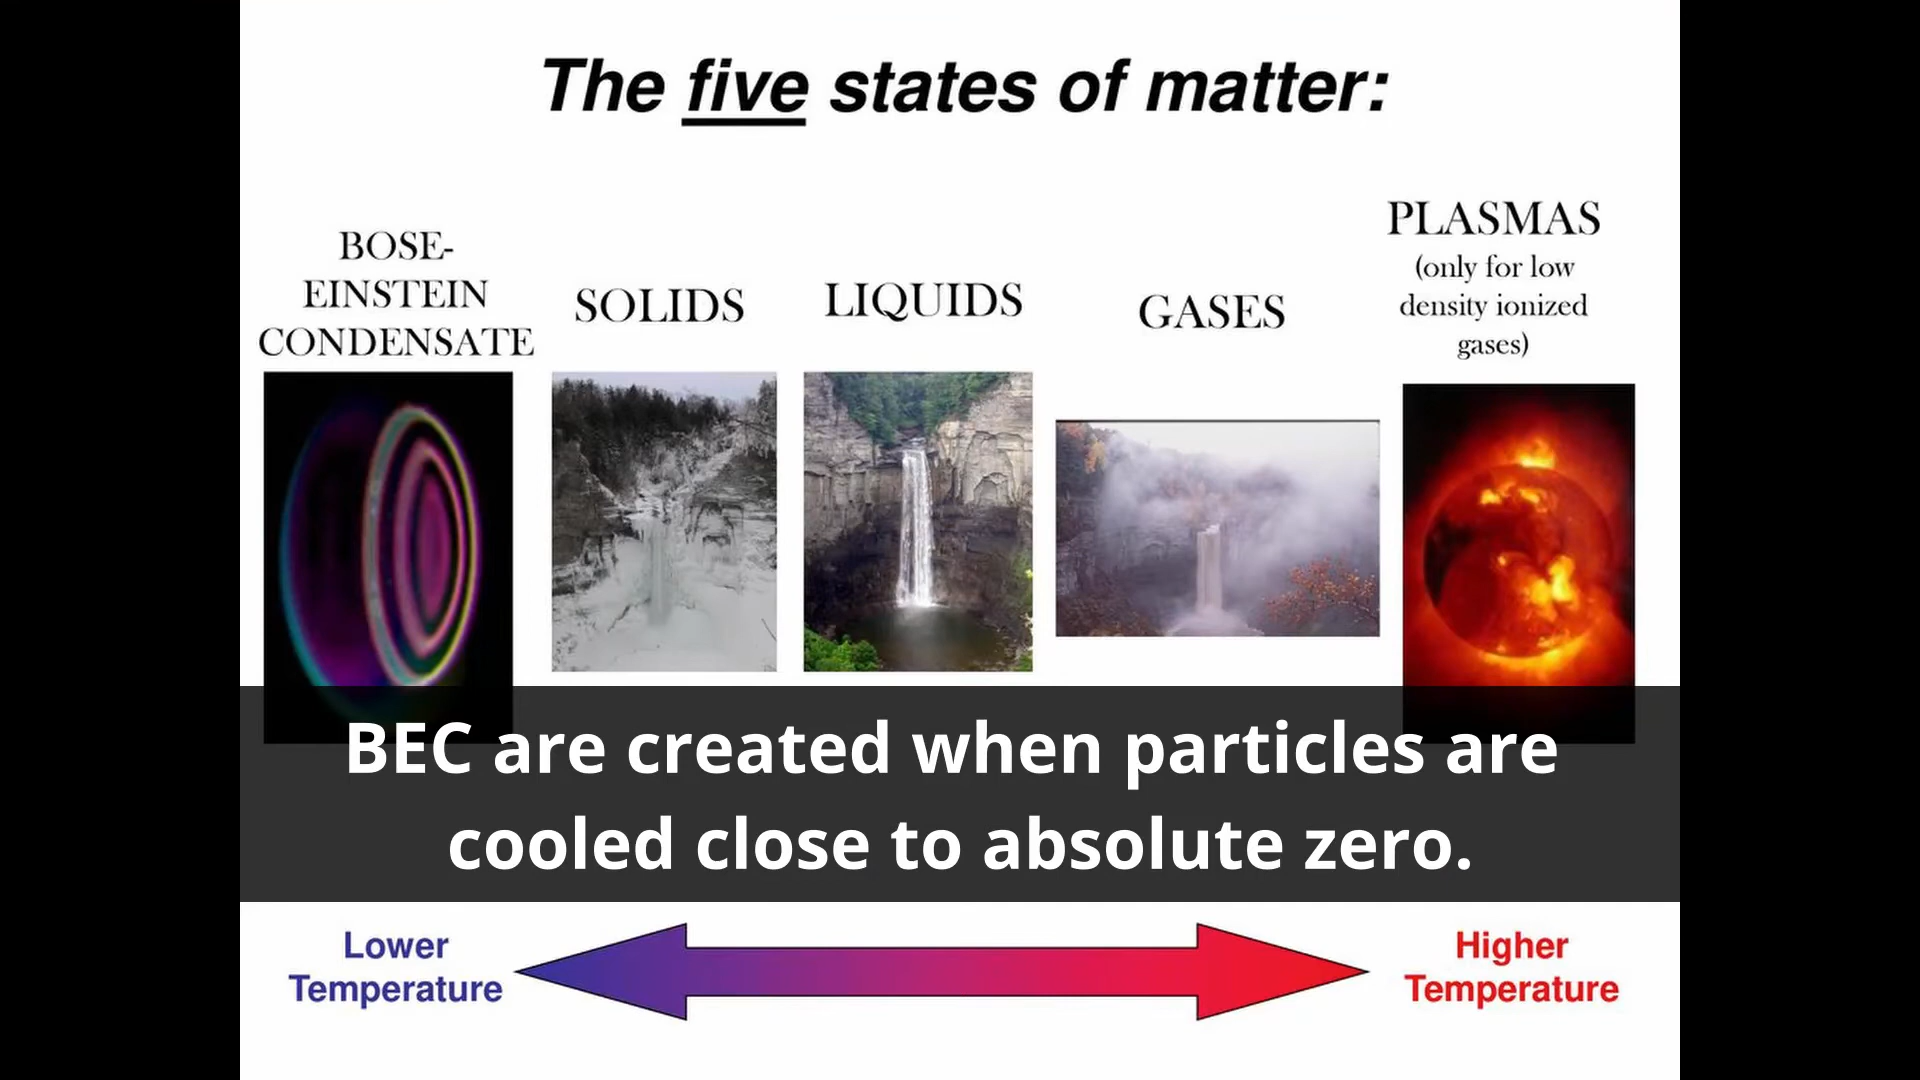 The five states of matter:
BOSE-
EINSTEIN
CONDENSATE
SOLIDS
LIQUIDS
GASES
PLASMAS
(only for low
density ionized
gases)
BEC are created when particles are
cooled close to absolute zero.
Lower
Temperature
Higher
Temperature